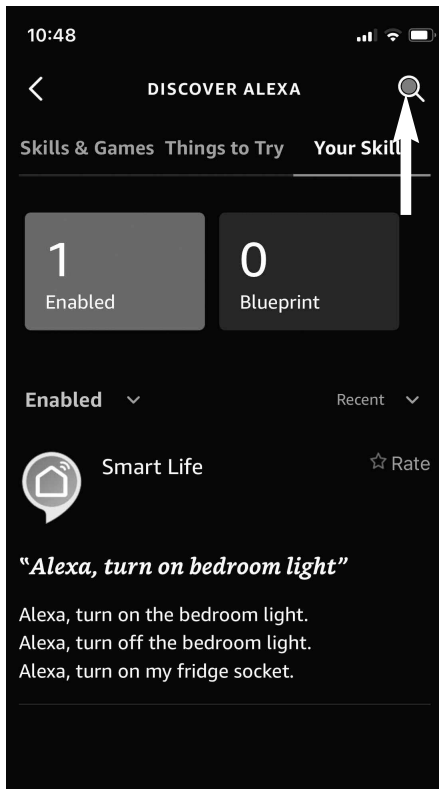 10:48
DISCOVER ALEXA
Skills & Games Things to Try Your Skill
1 0
Enabled Blueprint
Enabled Recent
Smart Life Rate
“Alexa, turn on bedroom light”
Alexa, turn on the bedroom light.
Alexa, turn off the bedroom light.
Alexa, turn on my fridge socket.